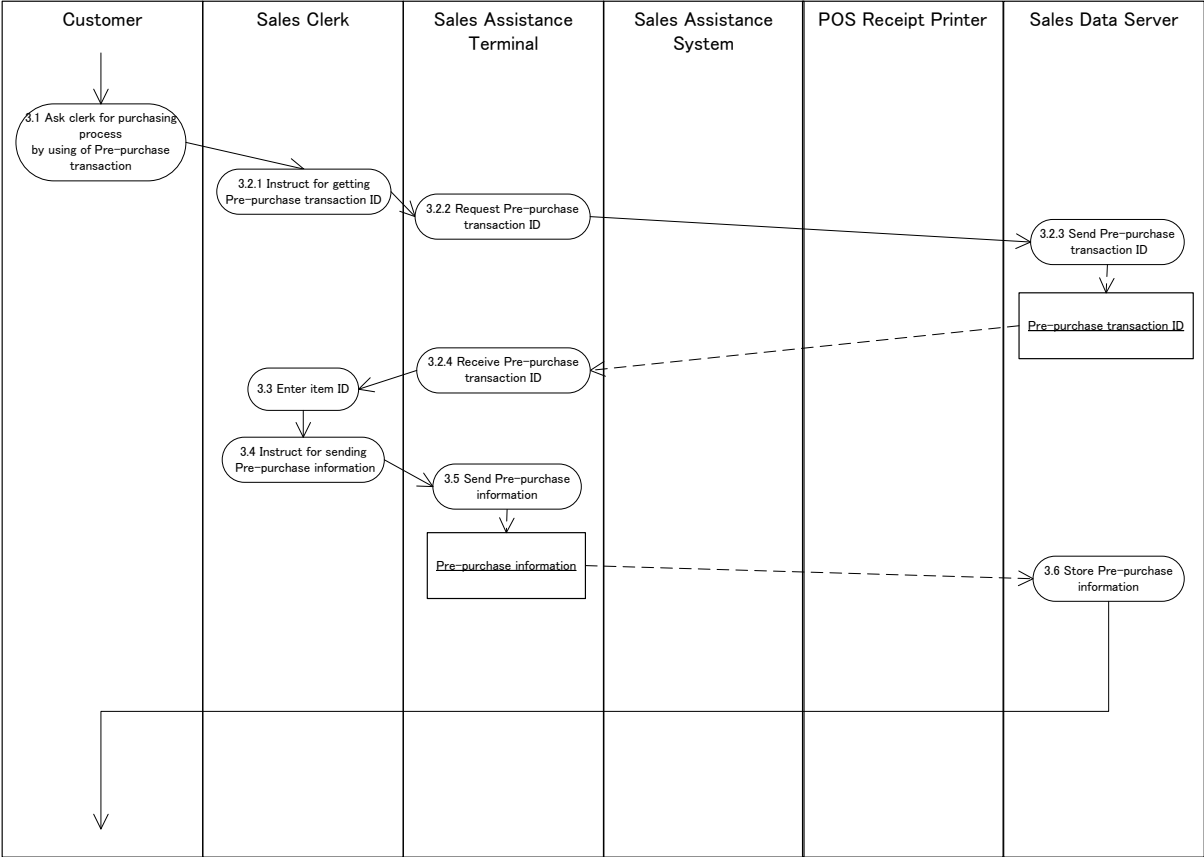 Customer
Sales Clerk
Sales Assistance
Terminal
Sales Assistance
System
POS Receipt Printer
Sales Data Server
3.1 Ask clerk for purchasing
process
by using of Pre-purchase
transaction
3.2.1 Instruct for getting
Pre-purchase transaction ID
3.2.2 Request Pre-purchase
transaction ID
3.2.3 Send Pre-purchase
transaction ID
Pre-purchase transaction ID
3.2.4 Receive Pre-purchase
transaction ID
3.3 Enter item ID
3.4 Instruct for sending
Pre-purchase information
3.5 Send Pre-purchase
information
Pre-purchase information
3.6 Store Pre-purchase
information